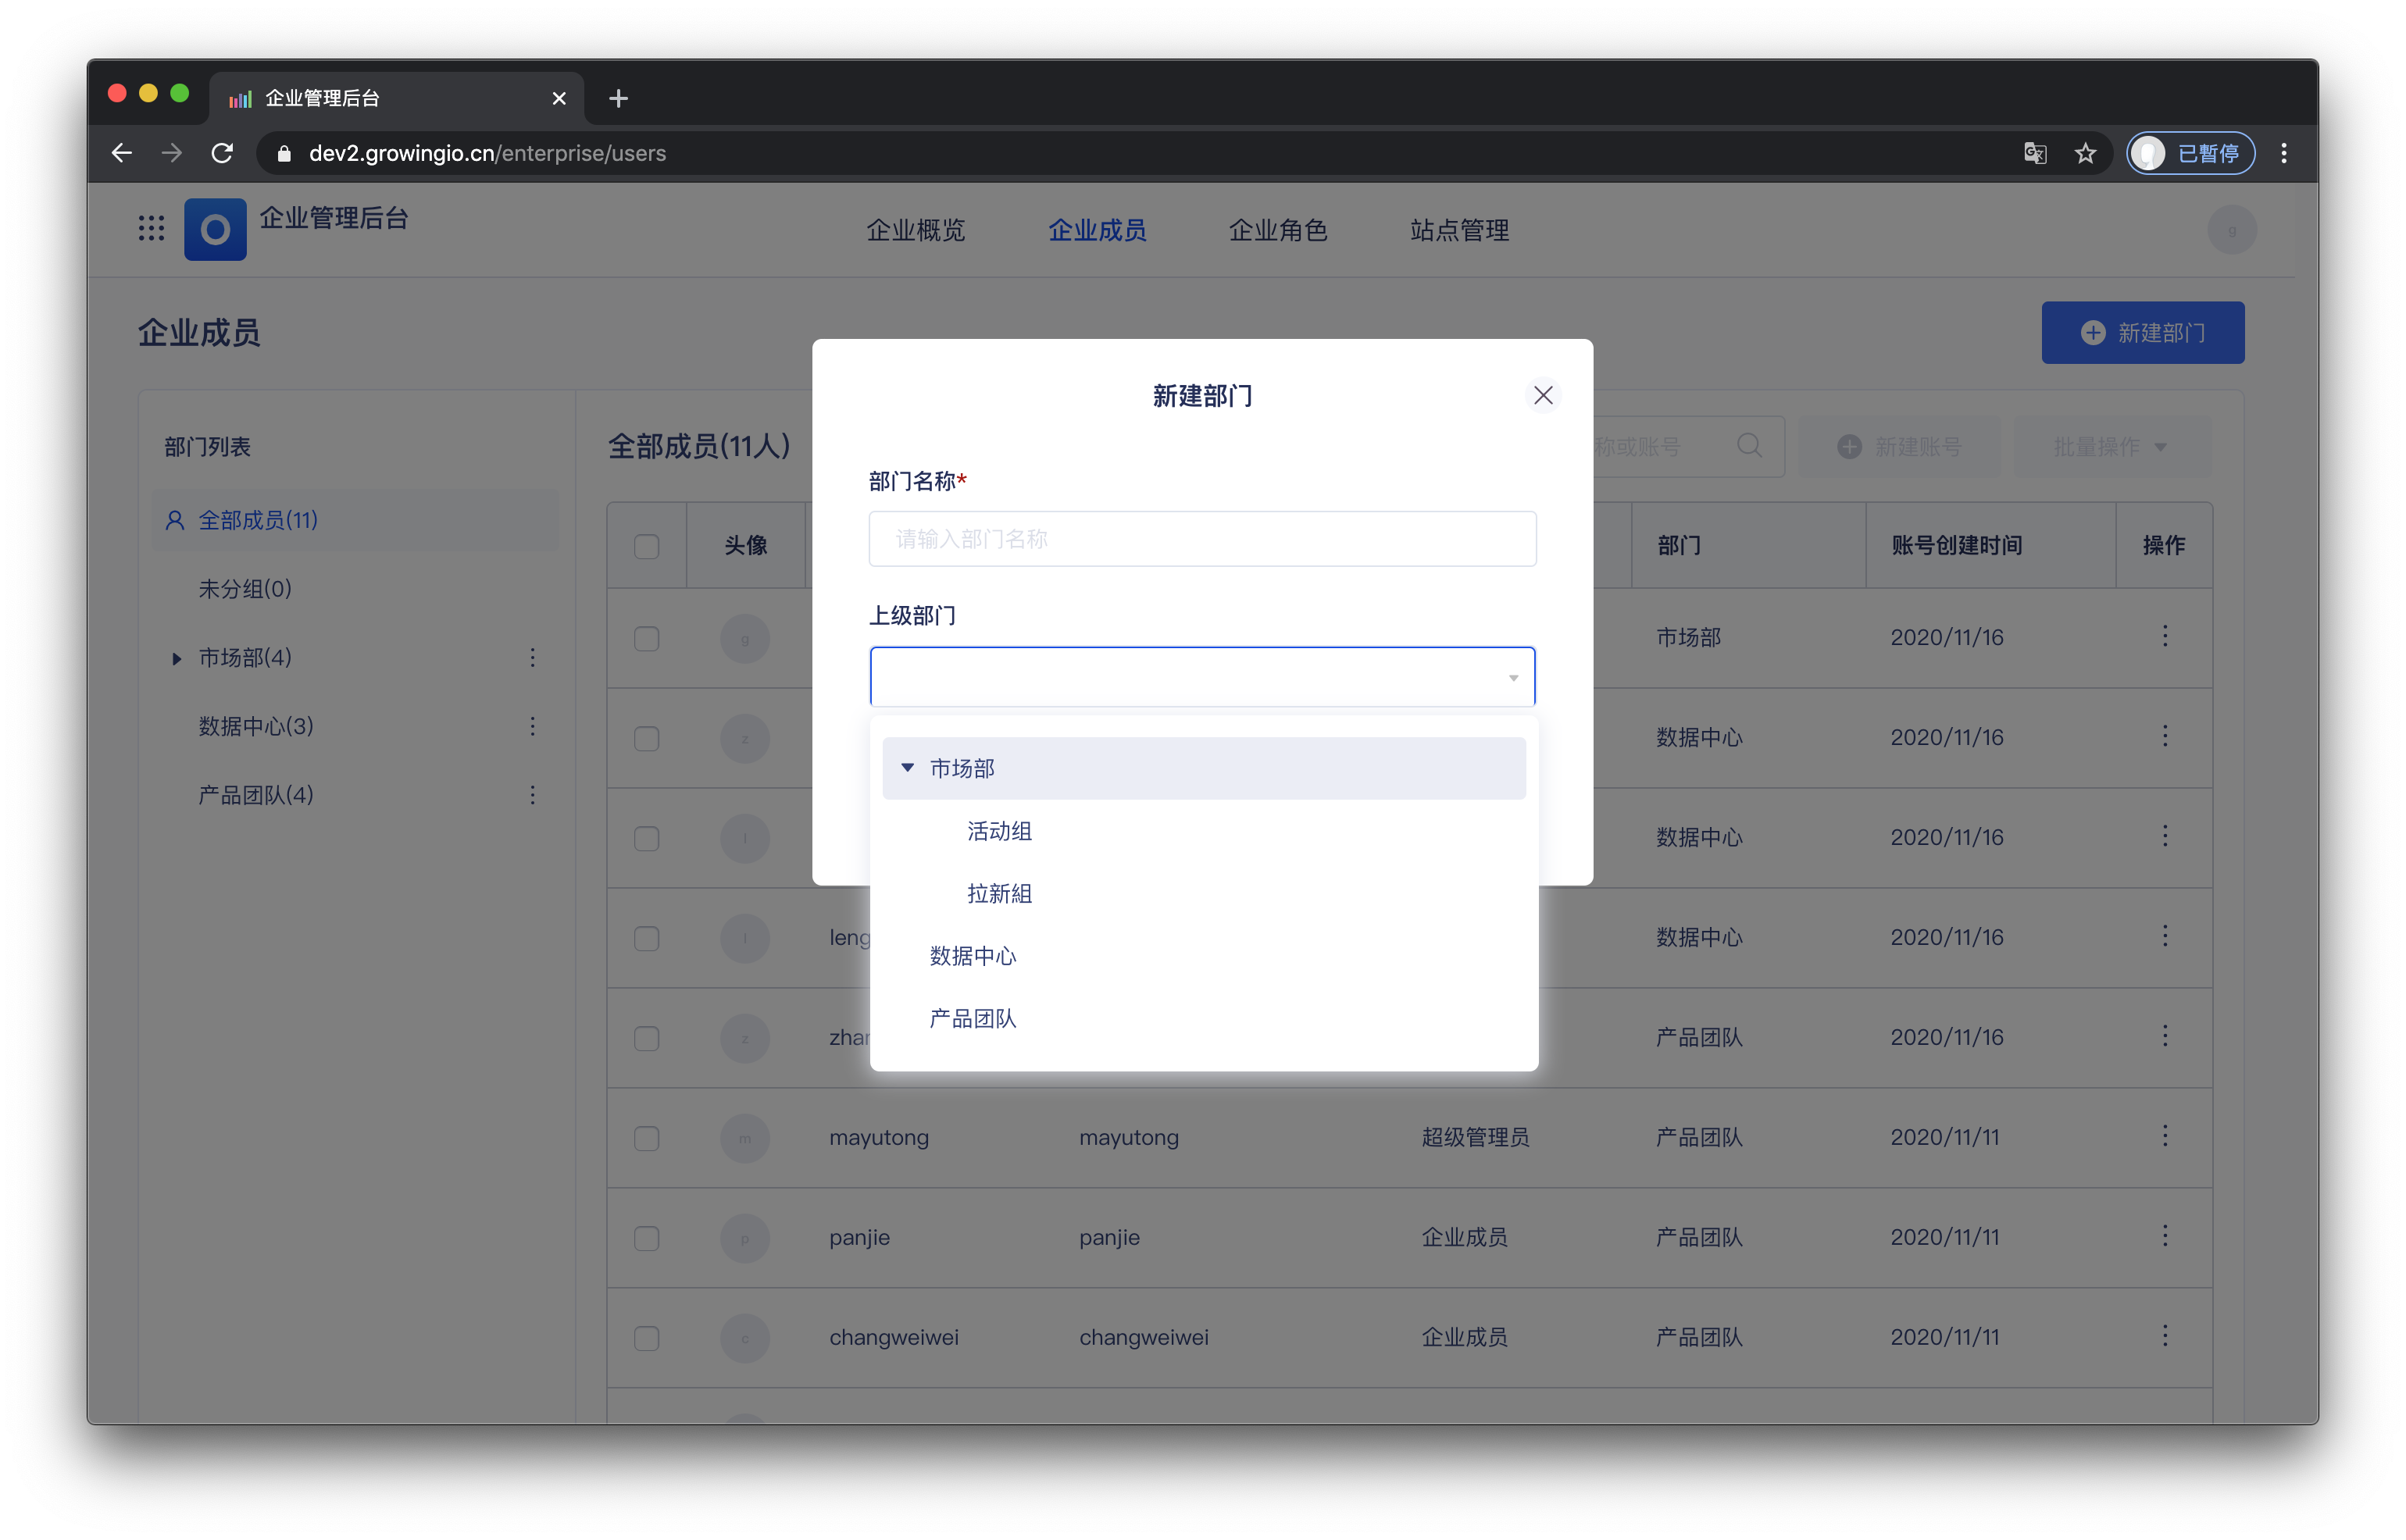 企业管理后台
dev2.growingio.cn/enterprise/users
已暂停
企业管理后台
企业概览
企业成员
企业角色
站点管理
g
企业成员
新建部门
部门列表
全部成员(11)
未分组(0)
市场部(4)
数据中心(3)
产品团队(4)
全部成员(11人)
称或账号
新建账号
批量操作
头像
部门
账号创建时间
操作
g
市场部
2020/11/16
z
数据中心
2020/11/16
数据中心
2020/11/16
leng
数据中心
2020/11/16
z
产品团队
2020/11/16
m
mayutong
mayutong
超级管理员
产品团队
2020/11/11
p
panjie
panjie
企业成员
产品团队
2020/11/11
c
changweiwei
changweiwei
企业成员
产品团队
2020/11/11
新建部门
部门名称*
请输入部门名称
上级部门
市场部
活动组
拉新組
数据中心
产品团队